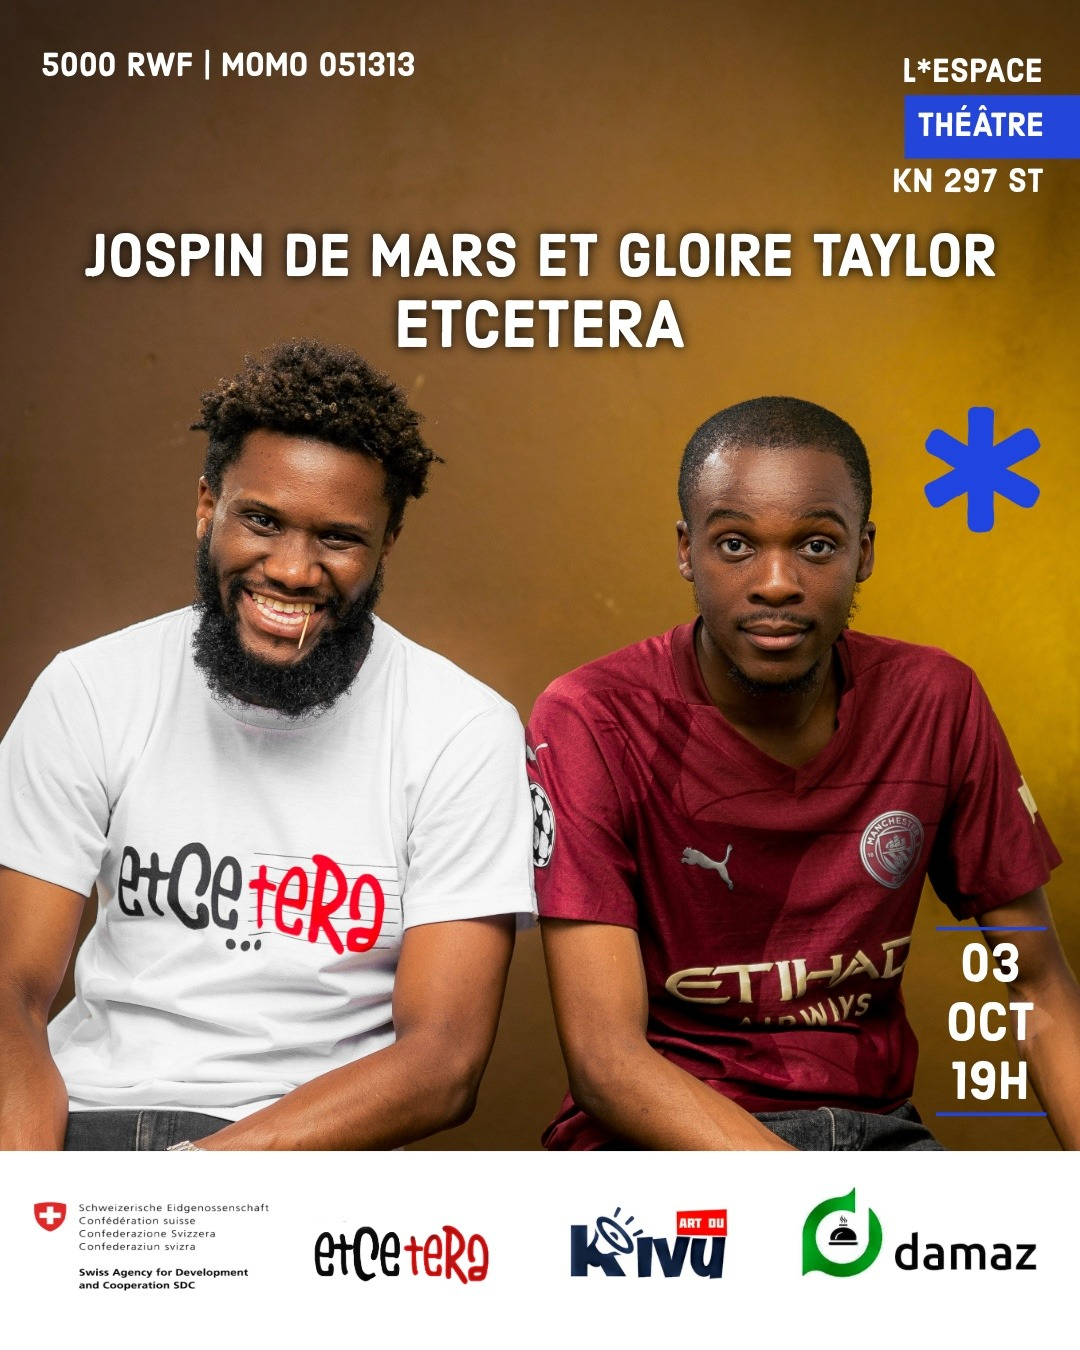 5000 RWF | MOMO 051313
L*ESPACE
THÉÂTRE
KN 297 ST
JOSPIN DE MARS ET GLOIRE TAYLOR
ETCETERA
etcetera
...
MANCHESTER
ETIHAD
AIRWAYS
03
OCT
19H
Schweizerische Eidgenossenschaft
Confédération suisse
Confederazione Svizzera
Confederaziun svizra
Swiss Agency for Development
and Cooperation SDC
etcetera
ART DU
KIVU
damaz